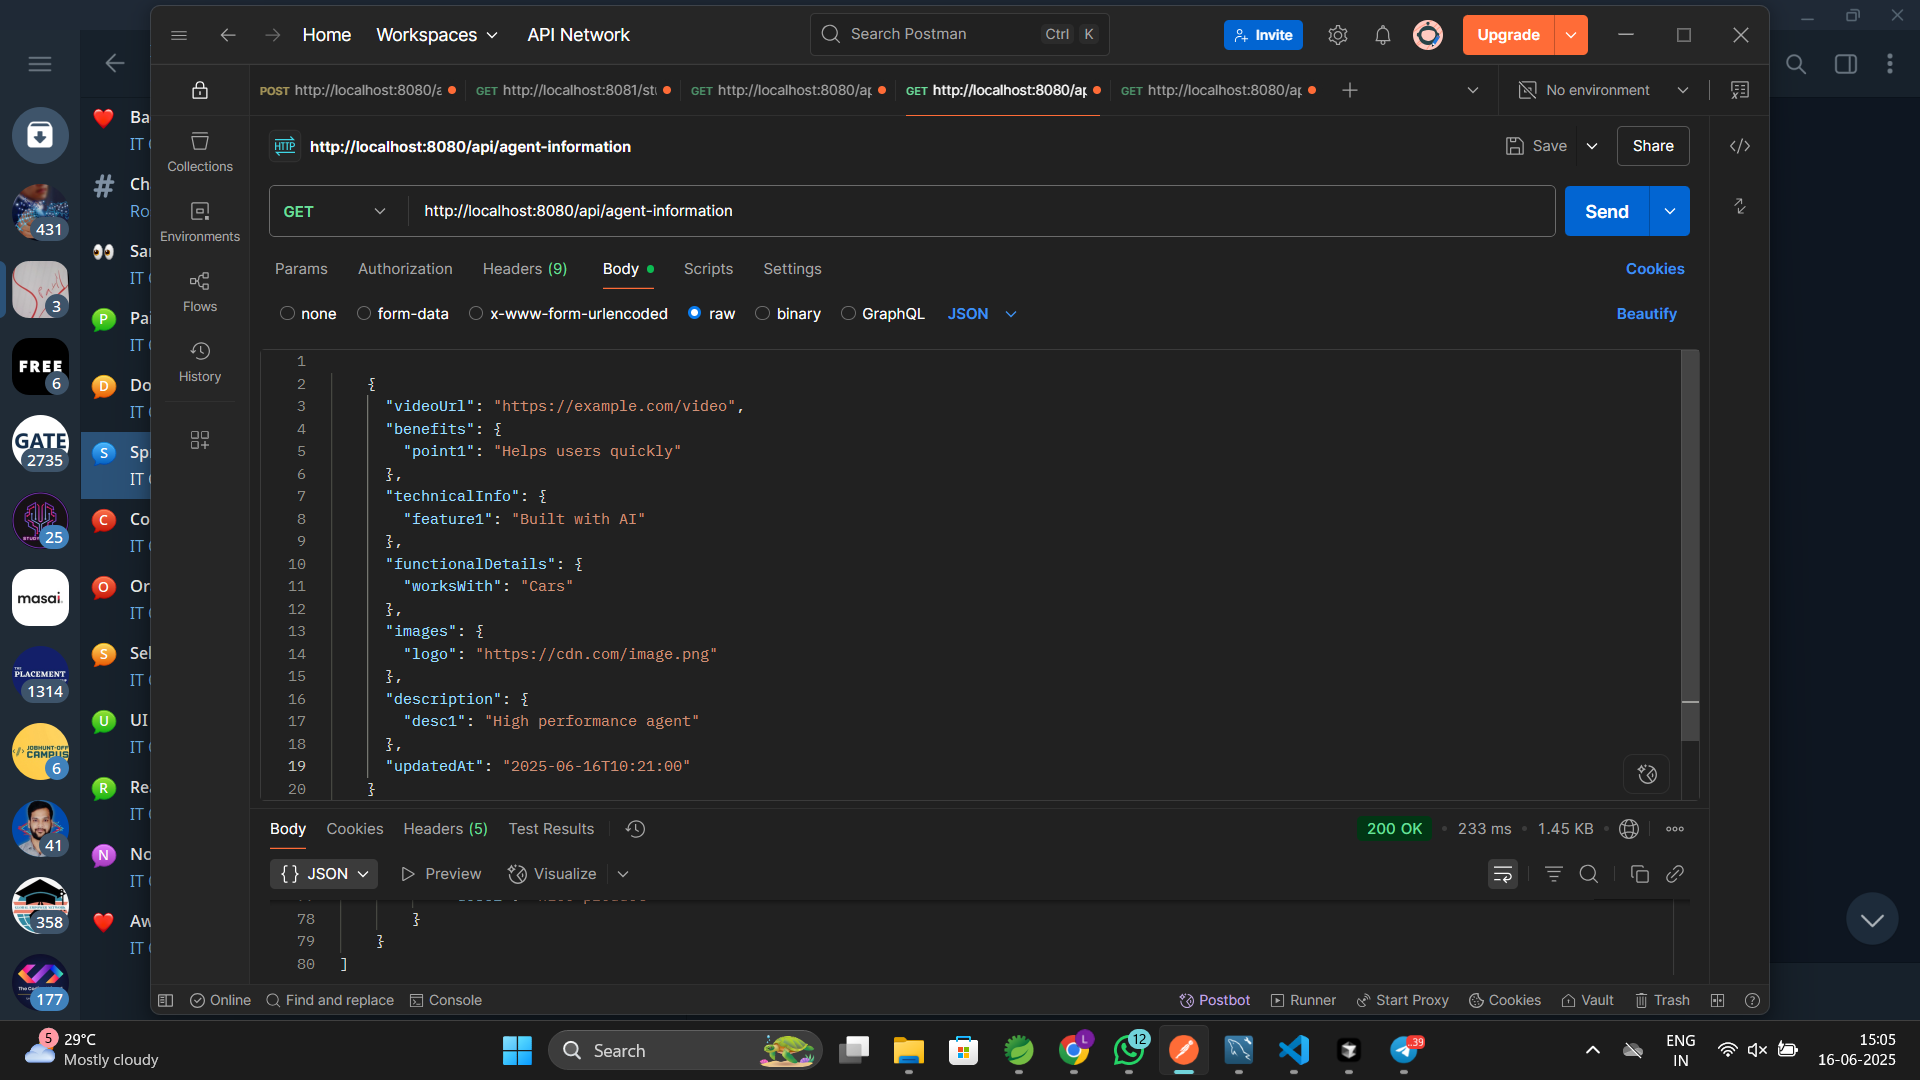 Home
Workspaces
API Network
Search Postman
Ctrl K
Invite
Upgrade
POST http://localhost:8080/a
GET http://localhost:8081/st
GET http://localhost:8080/ap
GET http://localhost:8080/ap
GET http://localhost:8080/ap
No environment
HTTP http://localhost:8080/api/agent-information
Save
Share
GET
http://localhost:8080/api/agent-information
Send
Params
Authorization
Headers (9)
Body
Scripts
Settings
Cookies
none
form-data
x-www-form-urlencoded
raw
binary
GraphQL
JSON
Beautify
Collections
Environments
Flows
History
1
2 {
3 "videoUrl": "https://example.com/video",
4 "benefits": {
5 "point1": "Helps users quickly"
6 },
7 "technicalInfo": {
8 "feature1": "Built with AI"
9 },
10 "functionalDetails": {
11 "worksWith": "Cars"
12 },
13 "images": {
14 "logo": "https://cdn.com/image.png"
15 },
16 "description": {
17 "desc1": "High performance agent"
18 },
19 "updatedAt": "2025-06-16T10:21:00"
20 }
Body
Cookies
Headers (5)
Test Results
200 OK
233 ms
1.45 KB
{} JSON
Preview
Visualize
78 }
79 }
80 ]
Online
Find and replace
Console
Postbot
Runner
Start Proxy
Cookies
Vault
Trash
431
3
FREE
6
GATE
2735
25
masai.
PLACEMENT
1314
JOBHUNT-OFF
CAMPUS
6
41
358
177
Ba
IT
# Ch
Ro
Sar
IT
P Pai
IT
D Do
IT
S Sp
IT
C Co
IT
O Or
IT
S Sel
IT
U UI
IT
R Re
IT
N No
IT
Aw
IT
5
29°C
Mostly cloudy
Search
L
12
39
ENG
IN
15:05
16-06-2025